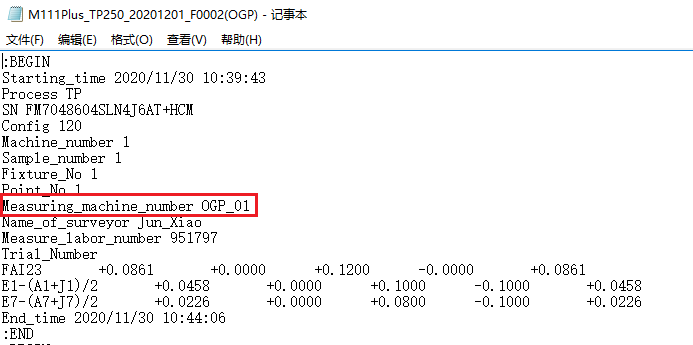 M111Plus_TP250_20201201_F0002(OGP) - 记事本
文件(F) 编辑(E) 格式(O) 查看(V) 帮助(H)
:BEGIN
Starting_time 2020/11/30 10:39:43
Process TP
SN FM7048604SLN4J6AT+HCM
Config 120
Machine_number 1
Sample_number 1
Fixture_No 1
Point_No 1
Measuring_machine_number OGP_01
Name_of_surveyor Jun_Xiao
Measure_labor_number 951797
Trial_Number
FAI23 +0.0861 +0.0000 +0.1200 -0.0000 +0.0861
E1-(A1+J1)/2 +0.0458 +0.0000 +0.1000 -0.1000 +0.0458
E7-(A7+J7)/2 +0.0226 +0.0000 +0.0800 -0.1000 +0.0226
End_time 2020/11/30 10:44:06
:END